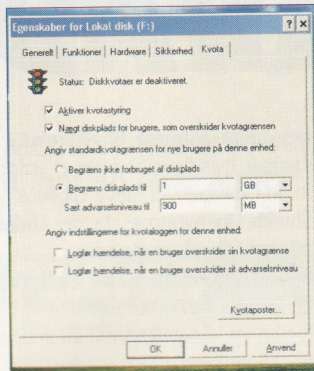 Egenskaber for Lokal disk (F:)
Generelt Funktioner Hardware Sikkerhed Kvota
Status: Diskkvotaer er deaktiveret.
Aktiver kvotastyring
Nægt diskplads for brugere, som overskrider kvotagrænsen
Angiv standardkvotagrænsen for nye brugere på denne enhed:
Begræns ikke forbruget af diskplads
Begræns diskplads til 1 GB
Sæt advarselsniveau til 900 MB
Angiv indstillingerne for kvotaloggen for denne enhed:
Logfør hændelse, når en bruger overskrider sin kvotagrænse
Logfør hændelse, når en bruger overskrider sit advarselsniveau
Kvotaposter...
OK Annuller Anvend